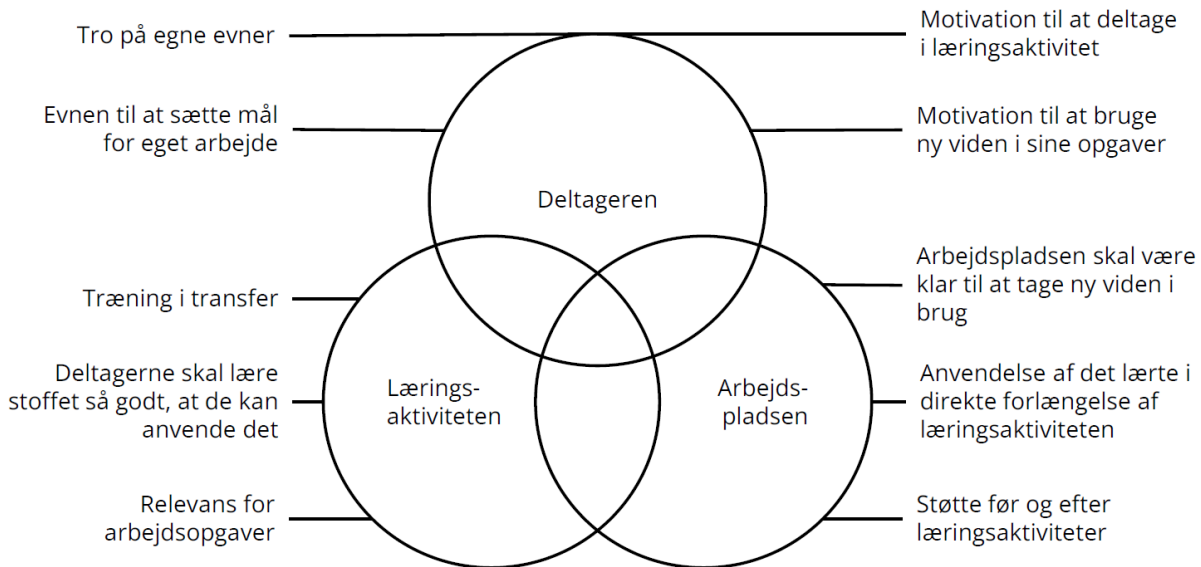 Tro på egne evner
Motivation til at deltage
i læringsaktivitet
Evnen til at sætte mål
for eget arbejde
Motivation til at bruge
ny viden i sine opgaver
Deltageren
Træning i transfer
Arbejdspladsen skal være
klar til at tage ny viden i
brug
Deltagerne skal lære
stoffet så godt, at de kan
anvende det
Lærings-
aktiviteten
Arbejds-
pladsen
Anvendelse af det lærte i
direkte forlængelse af
læringsaktiviteten
Relevans for
arbejdsopgaver
Støtte før og efter
læringsaktiviteter